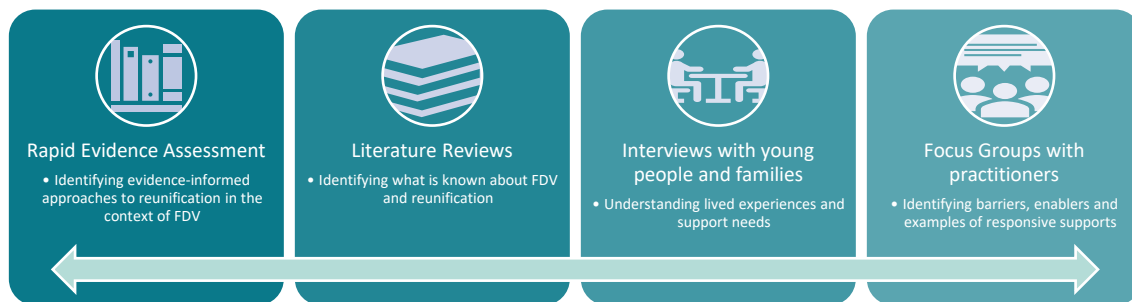 Rapid Evidence Assessment
• Identifying evidence-informed
approaches to reunification in the
context of FDV
Literature Reviews
• Identifying what is known about FDV
and reunification
Interviews with young
people and families
• Understanding lived experiences and
support needs
Focus Groups with
practitioners
• Identifying barriers, enablers and
examples of responsive supports